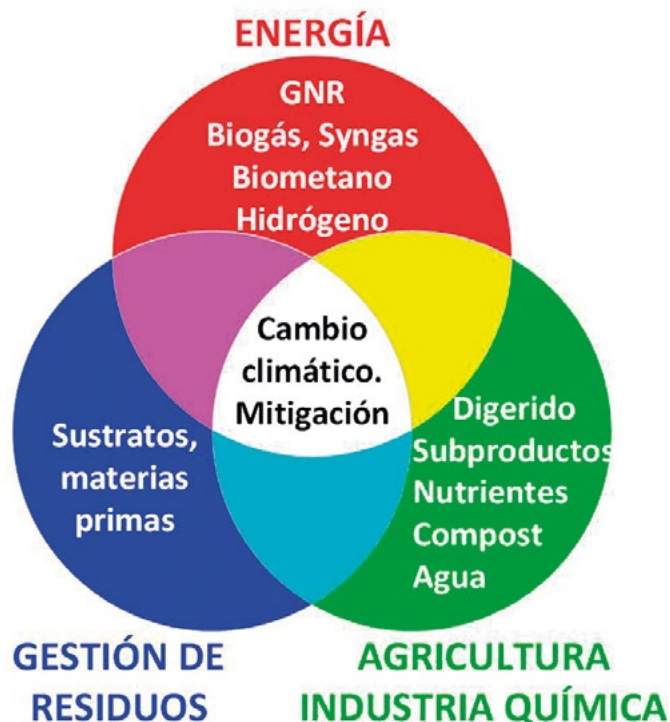 ENERGÍA
GNR
Biogás, Syngas
Biometano
Hidrógeno
Cambio
climático.
Mitigación
Sustratos,
materias
primas
Digerido
Subproductos
Nutrientes
Compost
Agua
GESTIÓN DE
RESIDUOS
AGRICULTURA
INDUSTRIA QUÍMICA